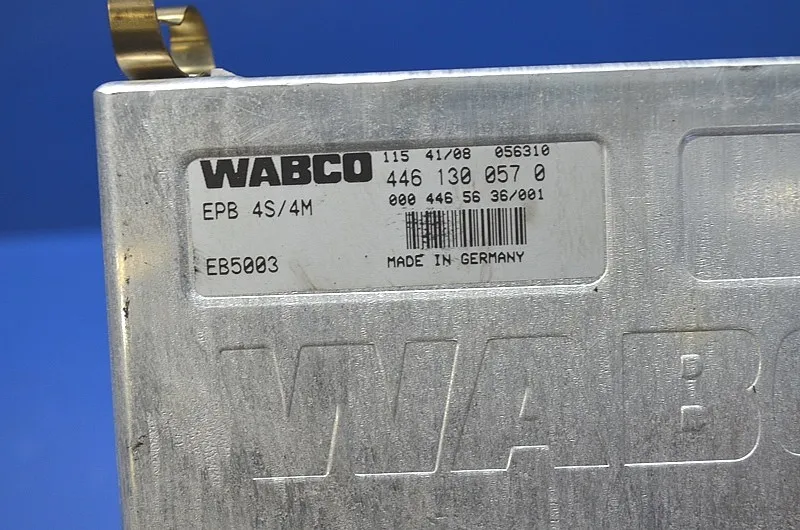 WABCO 115 41/08 056310
446 130 057 0
EPB 4S/4M 000 446 56 36/001
EB5003 MADE IN GERMANY
WABC